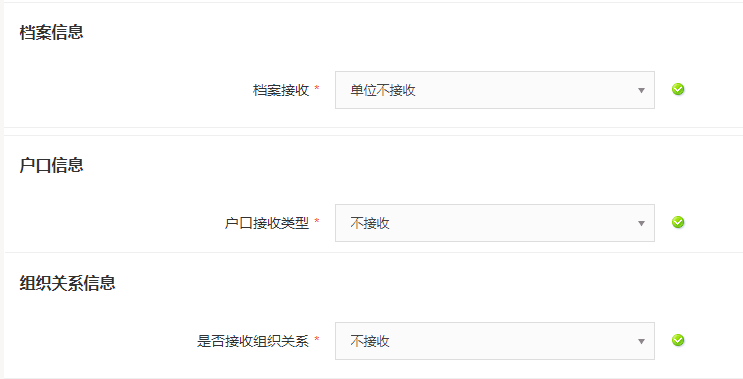 档案信息
档案接收 * 单位不接收
户口信息
户口接收类型 * 不接收
组织关系信息
是否接收组织关系 * 不接收